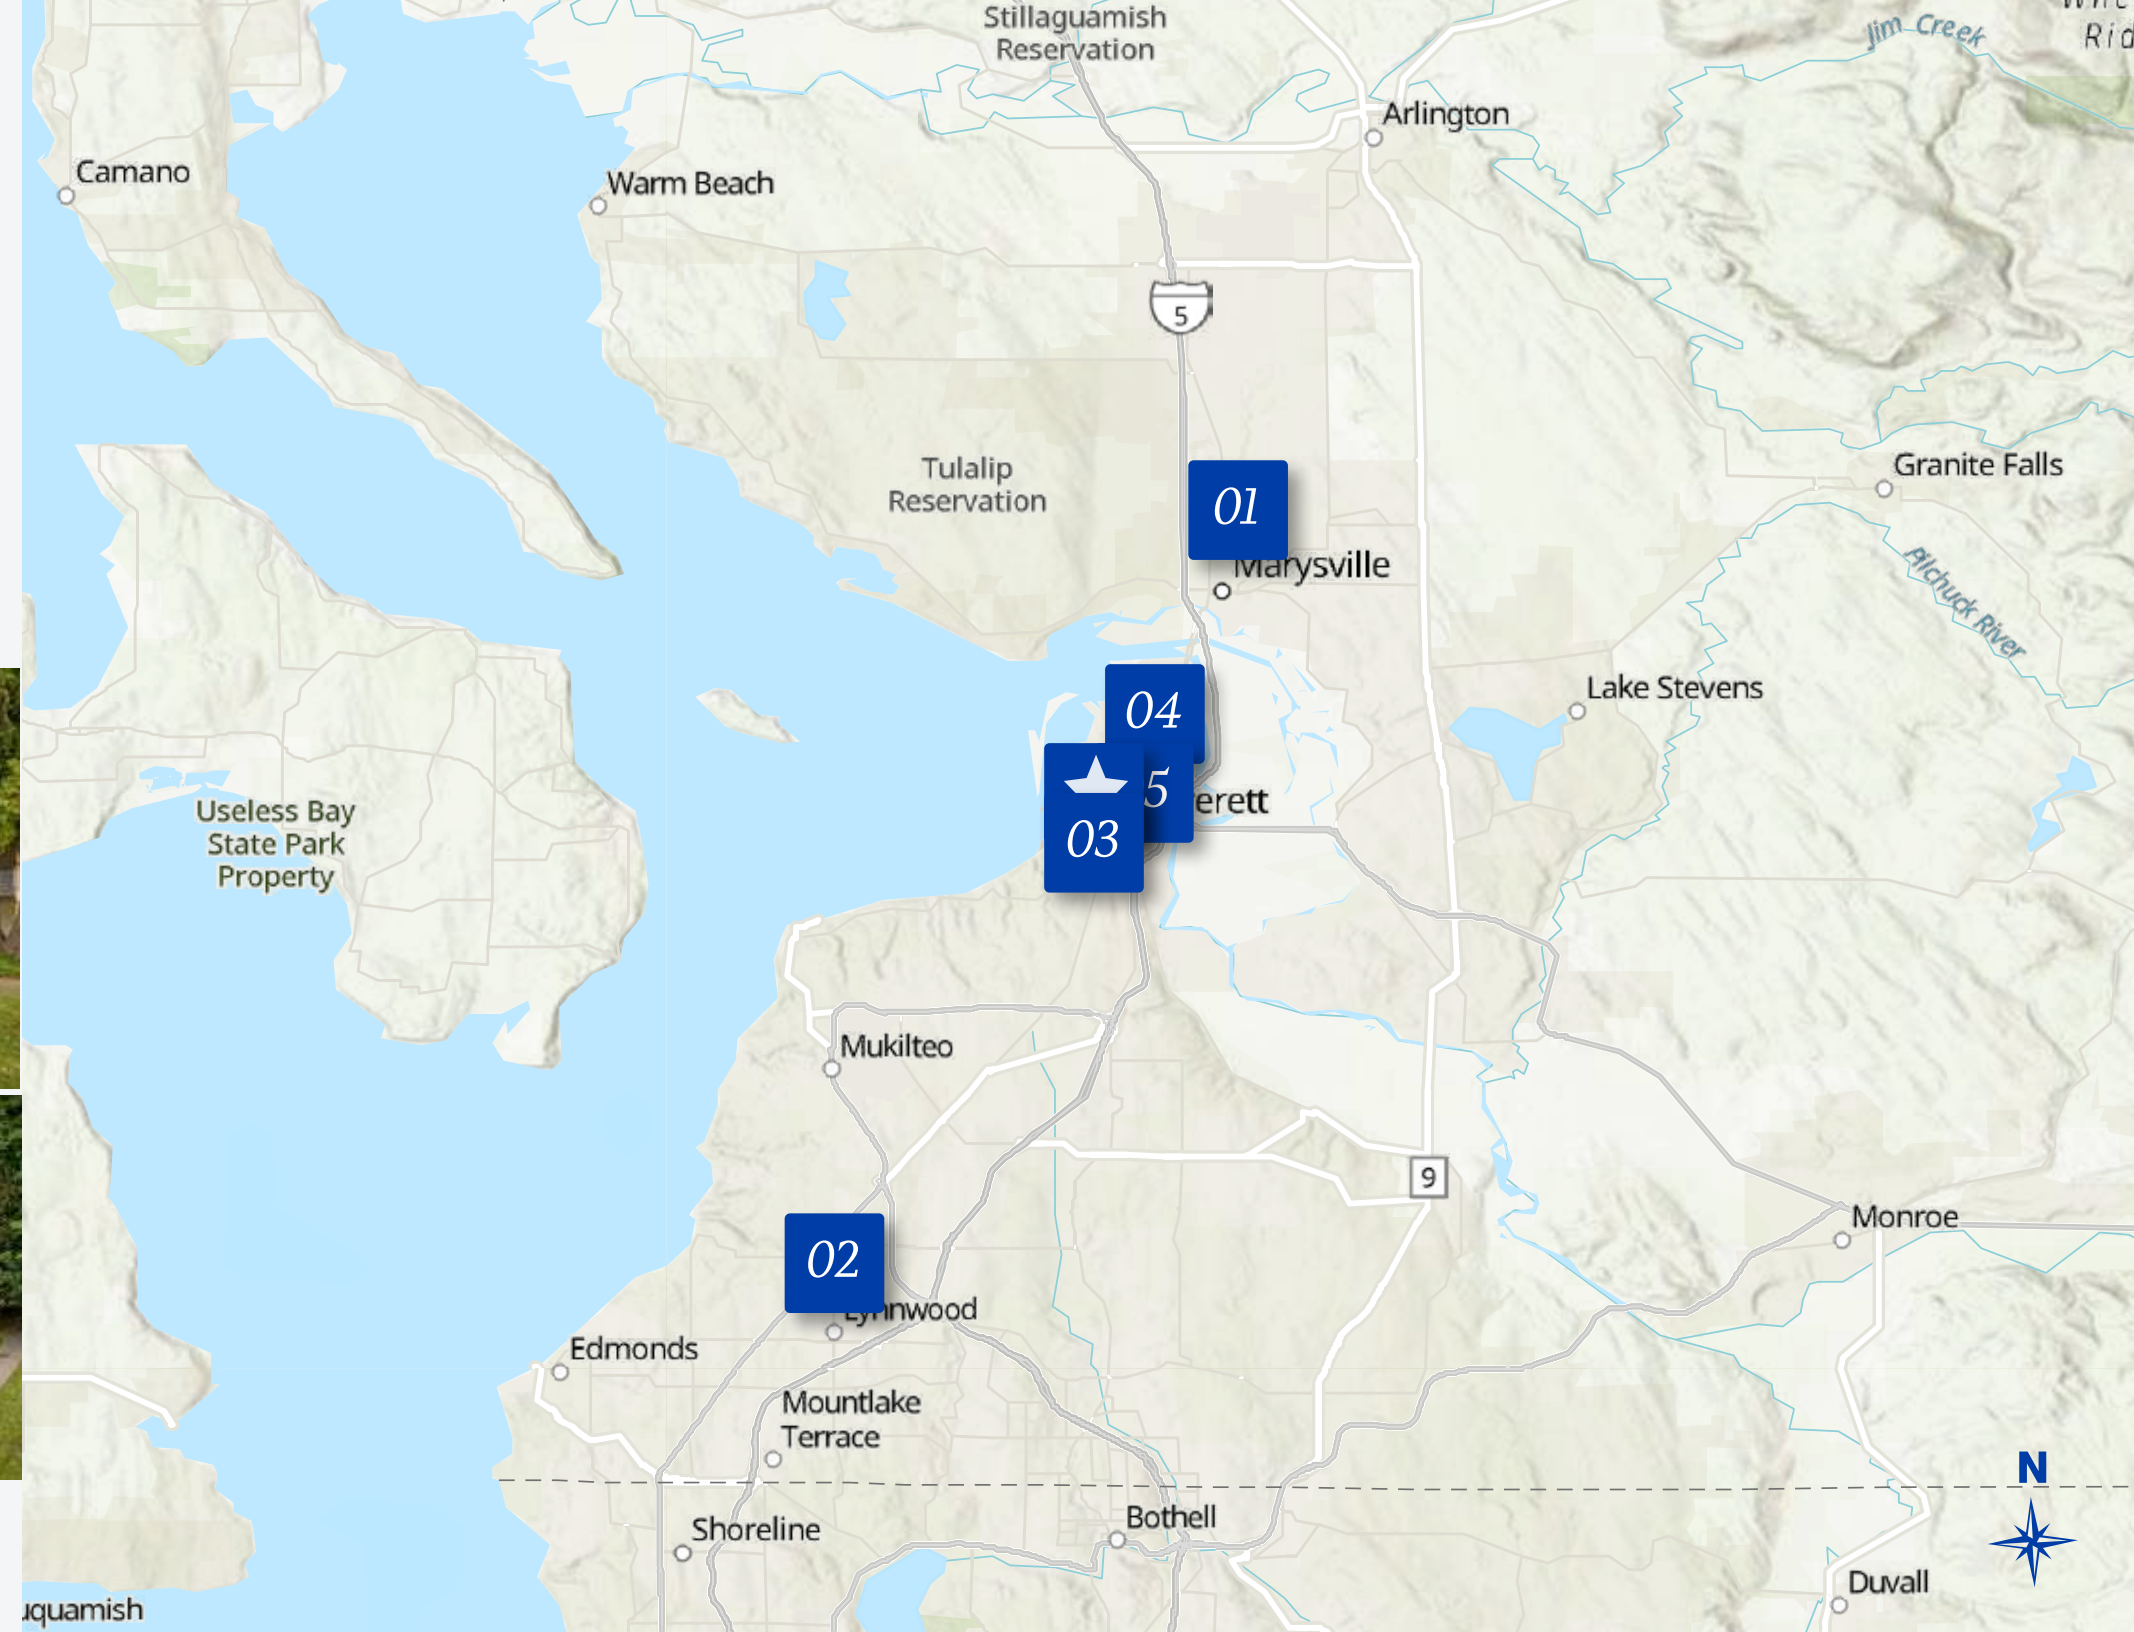 Stillaguamish
Reservation
Jim Creek
Arlington
Camano
Warm Beach
5
Tulalip
Reservation
01
Marysville
Granite Falls
Pilchuck River
Lake Stevens
04
5
03
Useless Bay
State Park
Property
Mukilteo
9
Monroe
02
Lynnwood
Edmonds
Mountlake
Terrace
N
Bothell
Shoreline
Duvall